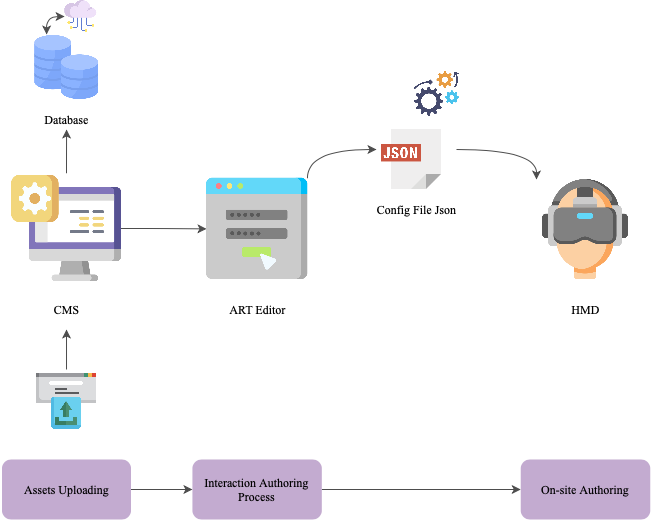 Database
JSON
Config File Json
CMS
ART Editor
HMD
Assets Uploading
Interaction Authoring
Process
On-site Authoring